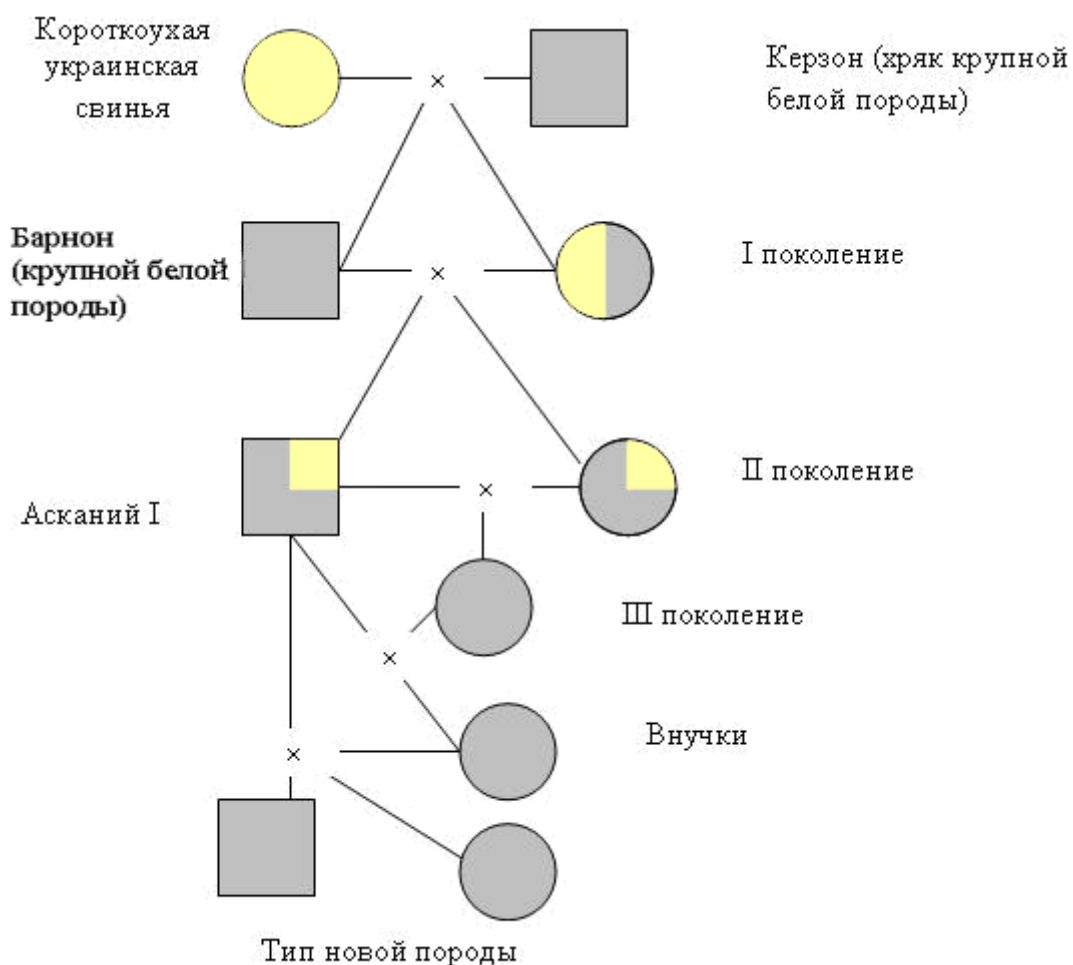 Короткоухая
украинская
свинья
×
Керзон (хряк крупной
белой породы)
Барнон
(крупной белой
породы)
×
I поколение
Асканий I
×
II поколение
III поколение
×
Внучки
×
Тип новой породы